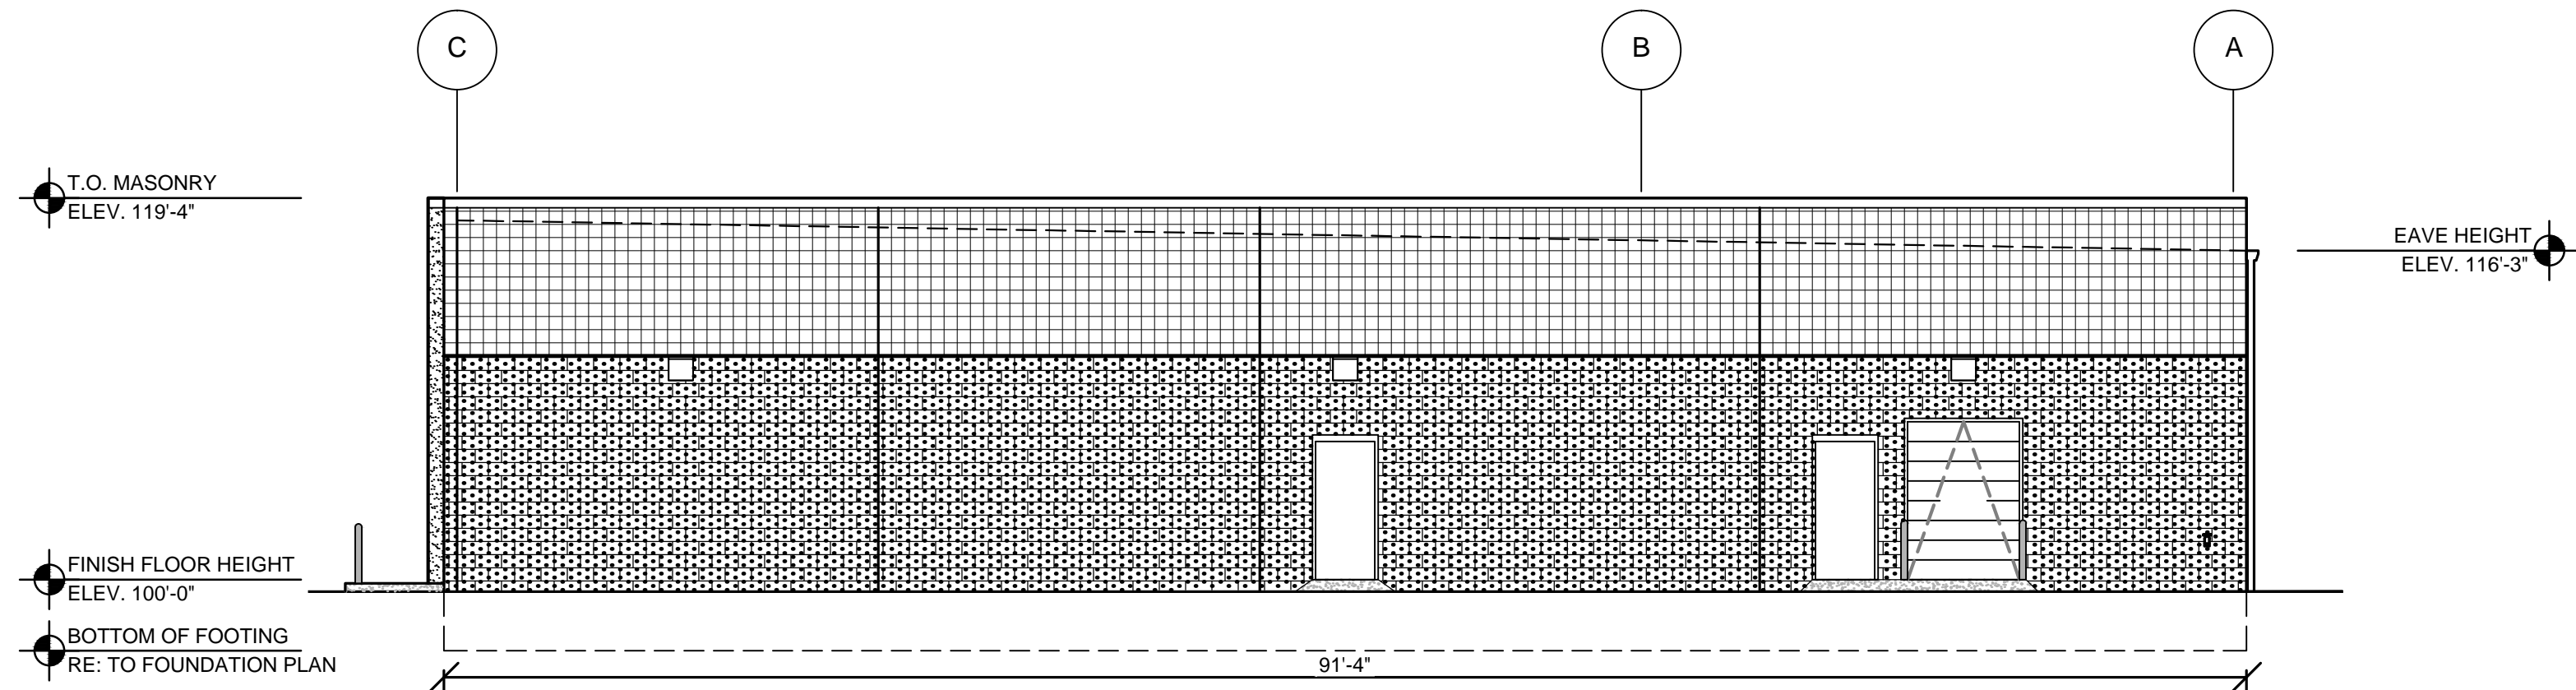 C
B
A
T.O. MASONRY
ELEV. 119'-4"
EAVE HEIGHT
ELEV. 116'-3"
FINISH FLOOR HEIGHT
ELEV. 100'-0"
BOTTOM OF FOOTING
RE: TO FOUNDATION PLAN
91'-4"